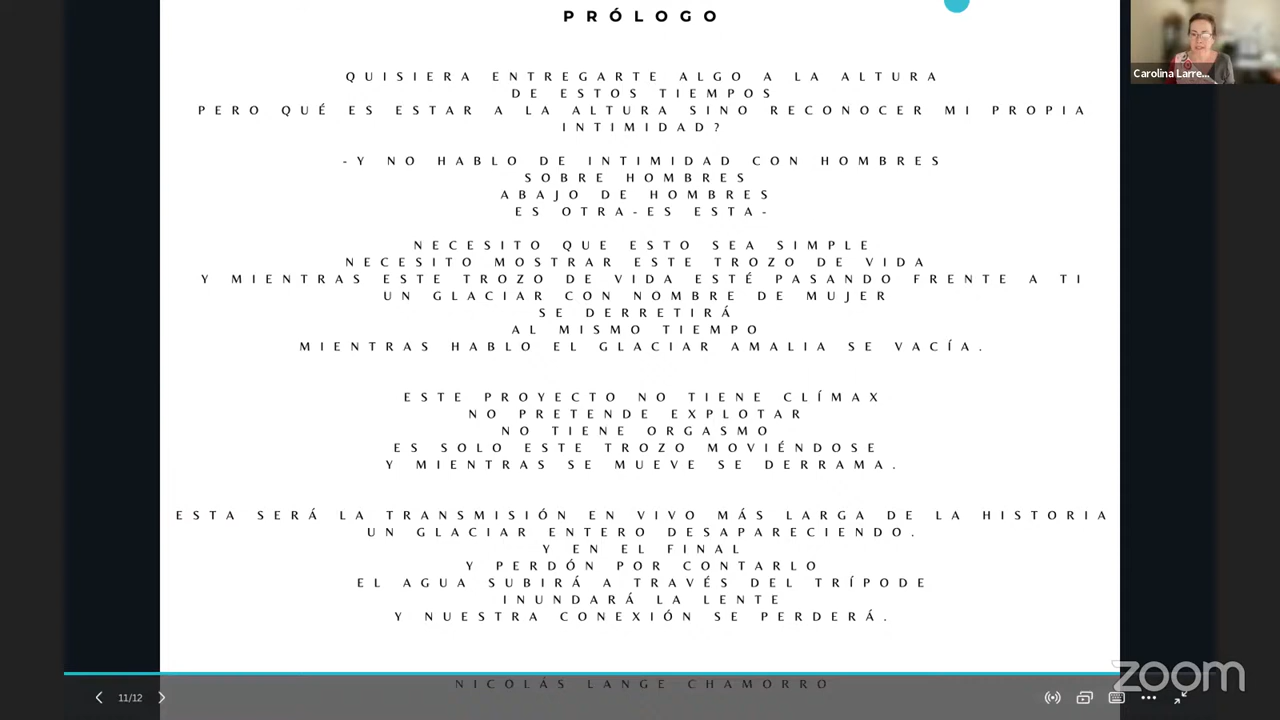 PRÓLOGO
QUISIERA ENTREGARTE ALGO A LA ALTURA
DE ESTOS TIEMPOS
PERO QUÉ ES ESTAR A LA ALTURA SINO RECONOCER MI PROPIA
INTIMIDAD?
-Y NO HABLO DE INTIMIDAD CON HOMBRES
SOBRE HOMBRES
ABAJO DE HOMBRES
ES OTRA-ES ESTA-
NECESITO QUE ESTO SEA SIMPLE
NECESITO MOSTRAR ESTE TROZO DE VIDA
Y MIENTRAS ESTE TROZO DE VIDA ESTÉ PASANDO FRENTE A TI
UN GLACIAR CON NOMBRE DE MUJER
SE DERRETIRÁ
AL MISMO TIEMPO
MIENTRAS HABLO EL GLACIAR AMALIA SE VACÍA.
ESTE PROYECTO NO TIENE CLÍMAX
NO PRETENDE EXPLOTAR
NO TIENE ORGASMO
ES SOLO ESTE TROZO MOVIÉNDOSE
Y MIENTRAS SE MUEVE SE DERRAMA.
ESTA SERÁ LA TRANSMISIÓN EN VIVO MÁS LARGA DE LA HISTORIA
UN GLACIAR ENTERO DESAPARECIENDO.
Y EN EL FINAL
Y PERDÓN POR CONTARLO
EL AGUA SUBIRÁ A TRAVÉS DEL TRÍPODE
INUNDARÁ LA LENTE
Y NUESTRA CONEXIÓN SE PERDERÁ.
NICOLÁS LANGE CHAMORRO
Carolina Larre...
11/12
zoom